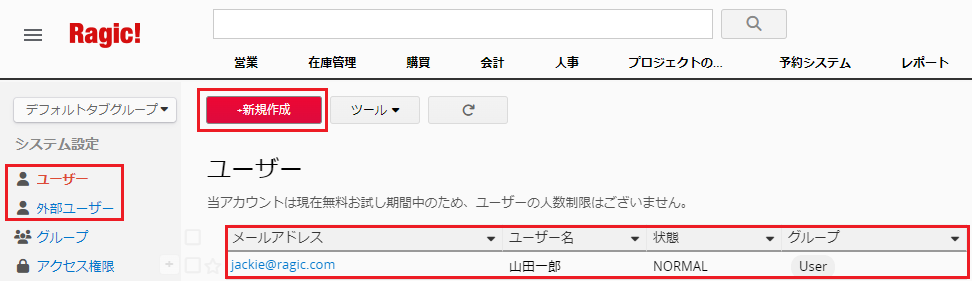 Ragic!
営業 在庫管理 購買 会計 人事 プロジェクトの... 予約システム レポート
デフォルトタブグループ
+新規作成 ツール
システム設定
ユーザー
外部ユーザー
グループ
アクセス権限
ユーザー
当アカウントは現在無料お試し期間中のため、ユーザーの人数制限はございません。
メールアドレス ユーザー名 状態 グループ
jackie@ragic.com 山田一郎 NORMAL User